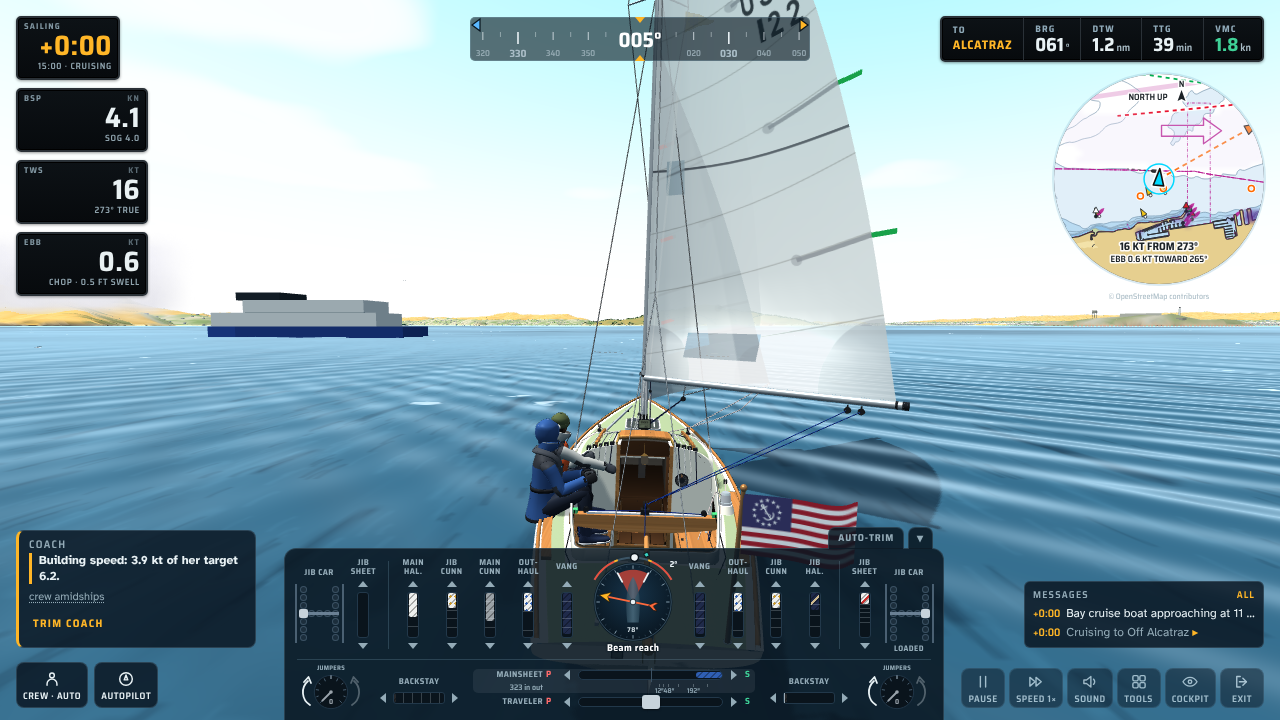 SAILING
+0:00
15:00 · CRUISING
BSP KN
4.1
SOG 4.0
TWS KT
16
273° TRUE
EBB KT
0.6
CHOP · 0.5 FT SWELL
320 330 340 350 005° 020 030 040 050
122
TO
ALCATRAZ
BRG
061°
DTW
1.2 nm
TTG
39 min
VMC
1.8 kn
N
NORTH UP
16 KT FROM 273°
EBB 0.6 KT TOWARD 265°
© OpenStreetMap contributors
COACH
Building speed: 3.9 kt of her target
6.2.
crew amidships
TRIM COACH
CREW · AUTO
AUTOPILOT
AUTO-TRIM ▼
JIB CAR
JIB SHEET
MAIN HAL.
JIB CUNN
MAIN CUNN
OUT-HAUL
VANG
2°
78°
Beam reach
VANG
OUT-HAUL
JIB CUNN
JIB HAL.
JIB SHEET
JIB CAR
LOADED
JUMPERS
0
BACKSTAY
MAINSHEET P S
323 in out
12'48" 192"
TRAVELER P S
BACKSTAY
JUMPERS
0
MESSAGES ALL
+0:00 Bay cruise boat approaching at 11 ...
+0:00 Cruising to Off Alcatraz ▸
PAUSE
SPEED 1×
SOUND
TOOLS
COCKPIT
EXIT